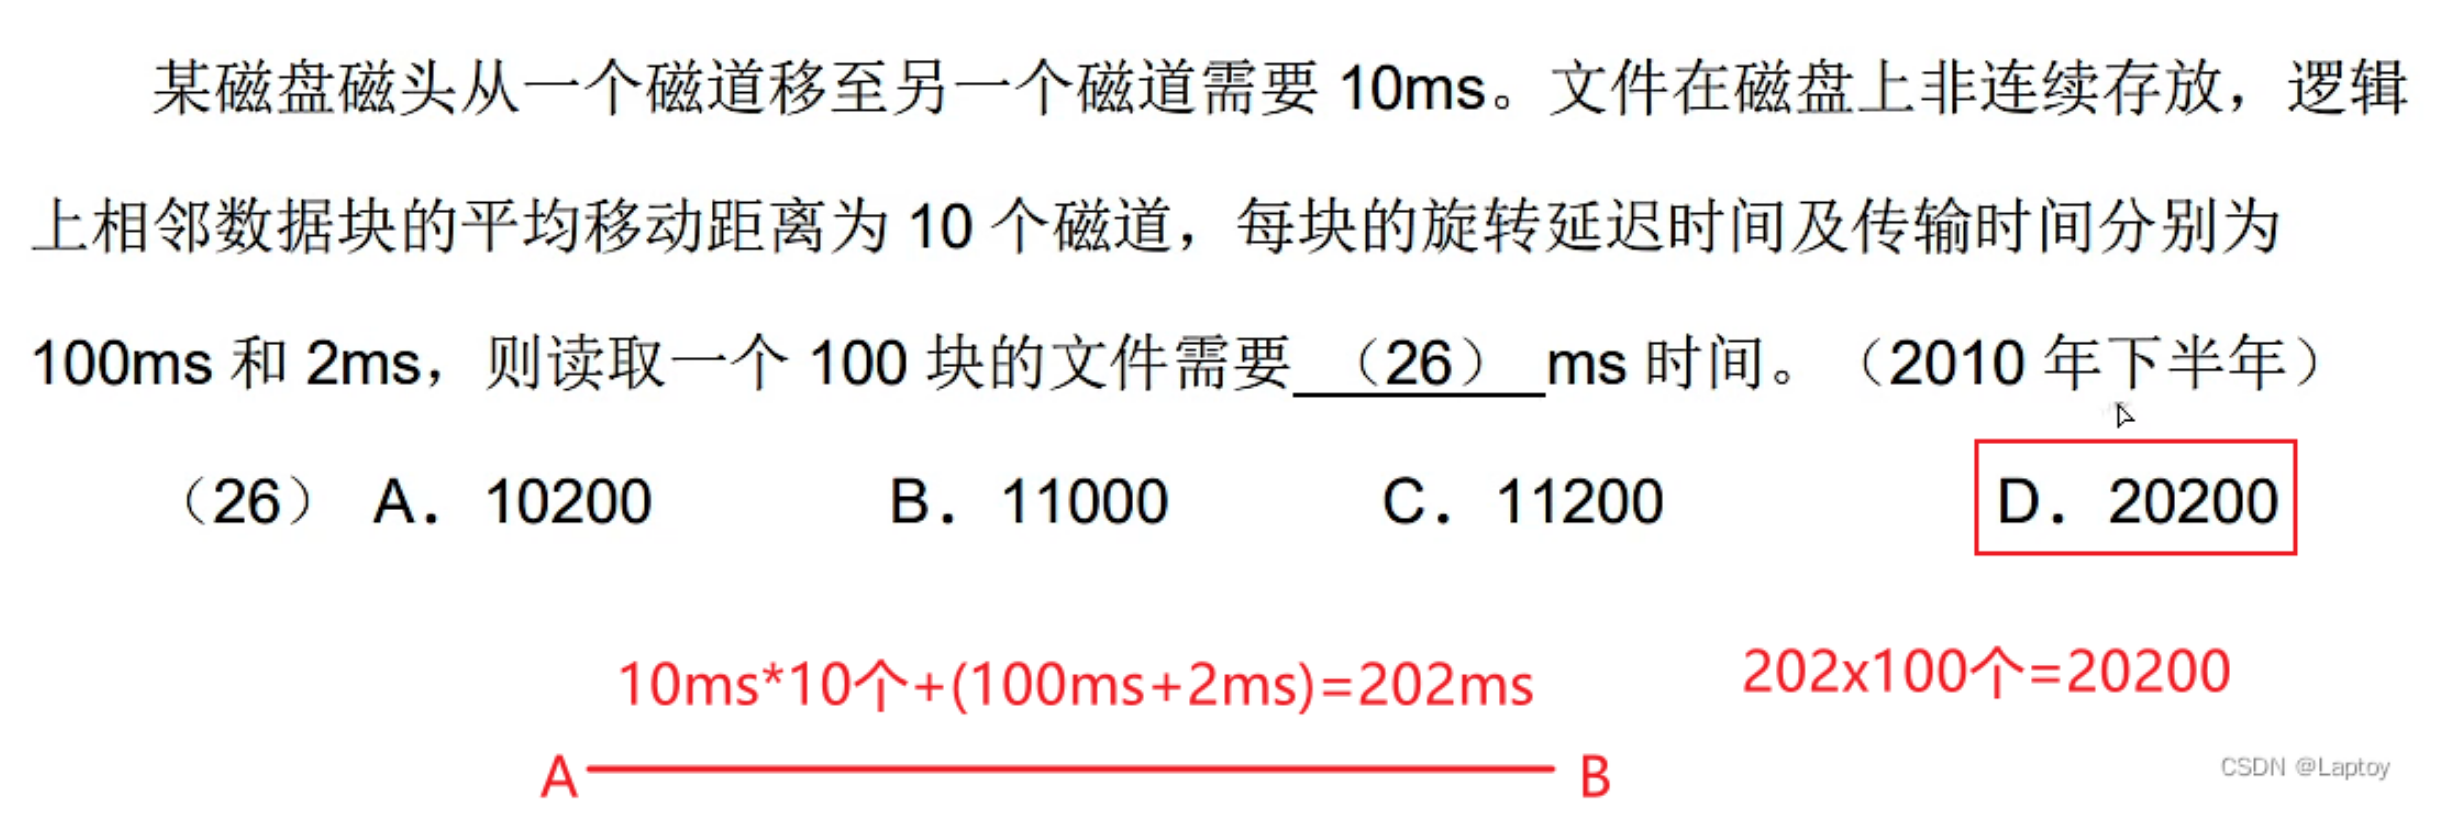 某磁盘磁头从一个磁道移至另一个磁道需要 10ms。文件在磁盘上非连续存放，逻辑
上相邻数据块的平均移动距离为 10 个磁道，每块的旋转延迟时间及传输时间分别为
100ms 和 2ms，则读取一个 100 块的文件需要 （26） ms 时间。（2010 年下半年）
（26） A． 10200 B． 11000 C． 11200 D． 20200
10ms*10个+(100ms+2ms)=202ms 202x100个=20200
A B
CSDN @Laptoy